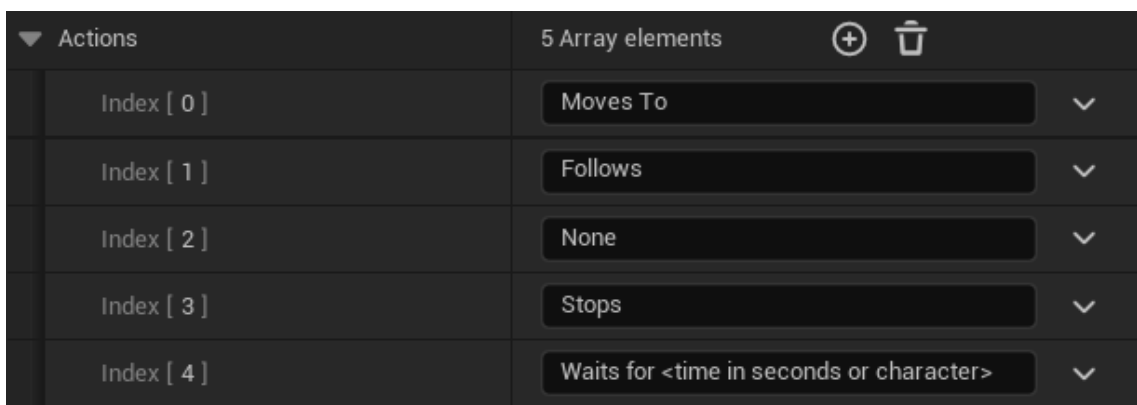 Actions 5 Array elements
Index [ 0 ] Moves To
Index [ 1 ] Follows
Index [ 2 ] None
Index [ 3 ] Stops
Index [ 4 ] Waits for <time in seconds or character>